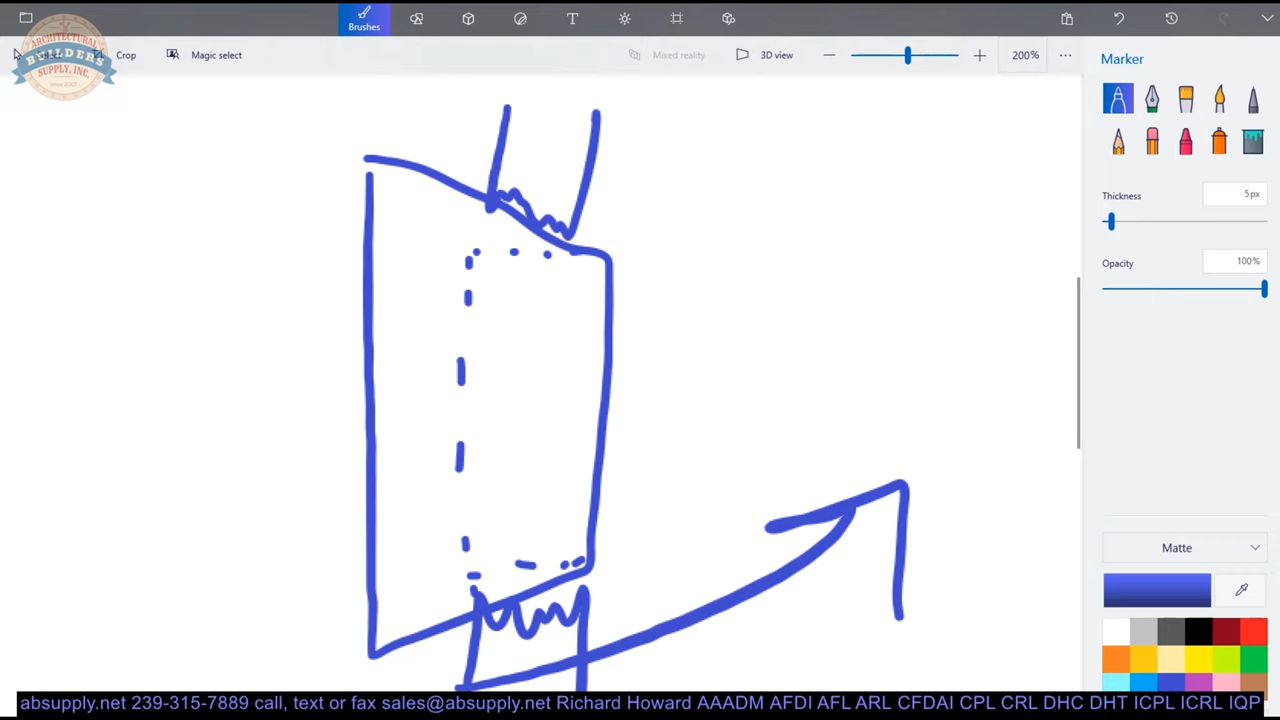 Brushes
Crop
Magic select
Mixed reality
3D view
200%
ARCHITECTURAL
BUILDERS
SUPPLY, INC.
since 2007
Marker
Thickness
5px
Opacity
100%
Matte
absupply.net 239-315-7889 call, text or fax sales@absupply.net Richard Howard AAADM AFDI AFL ARL CFDAI CPL CRL DHC DHT ICPL ICRL IQP